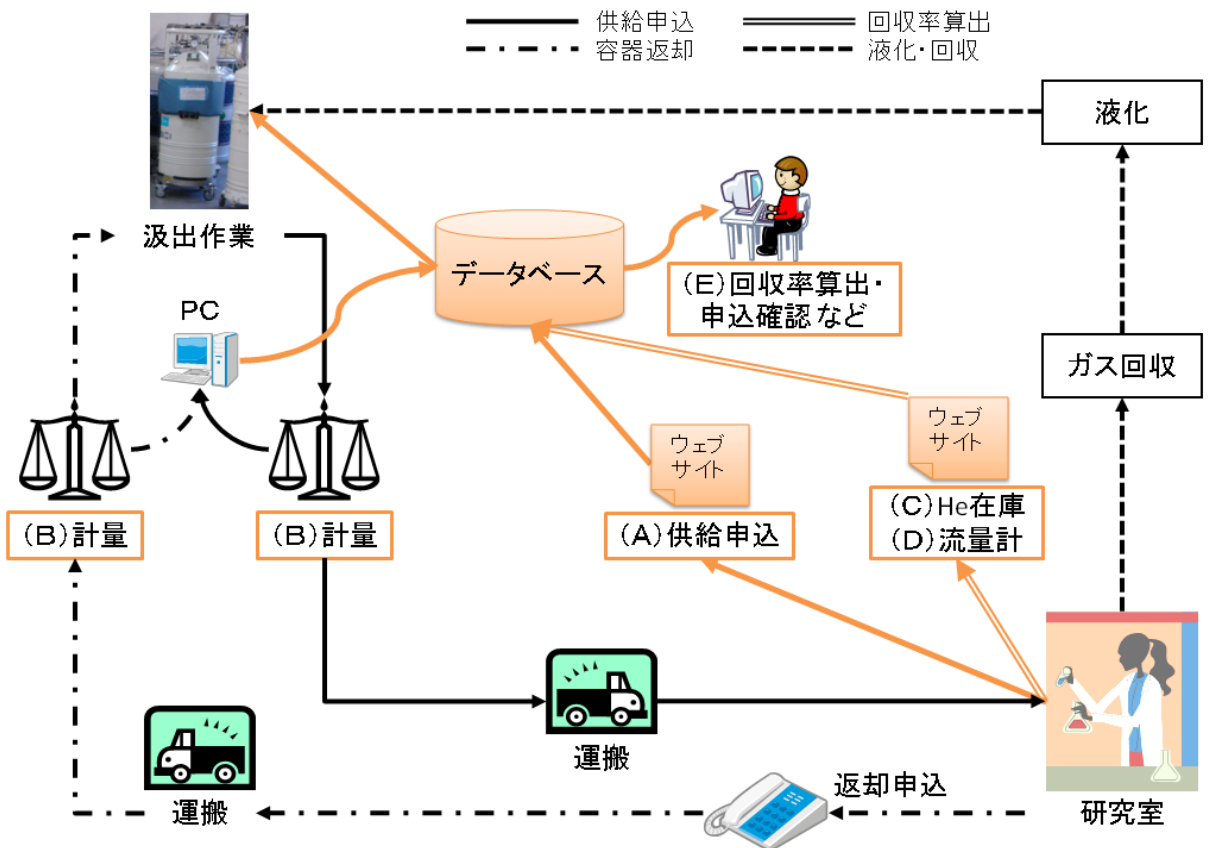 供給申込
回収率算出
容器返却
液化・回収
液化
汲出作業
データベース
(E)回収率算出・
申込確認など
PC
ガス回収
ウェブ
サイト
ウェブ
サイト
(B)計量
(B)計量
(A)供給申込
(C)He在庫
(D)流量計
運搬
運搬
返却申込
研究室